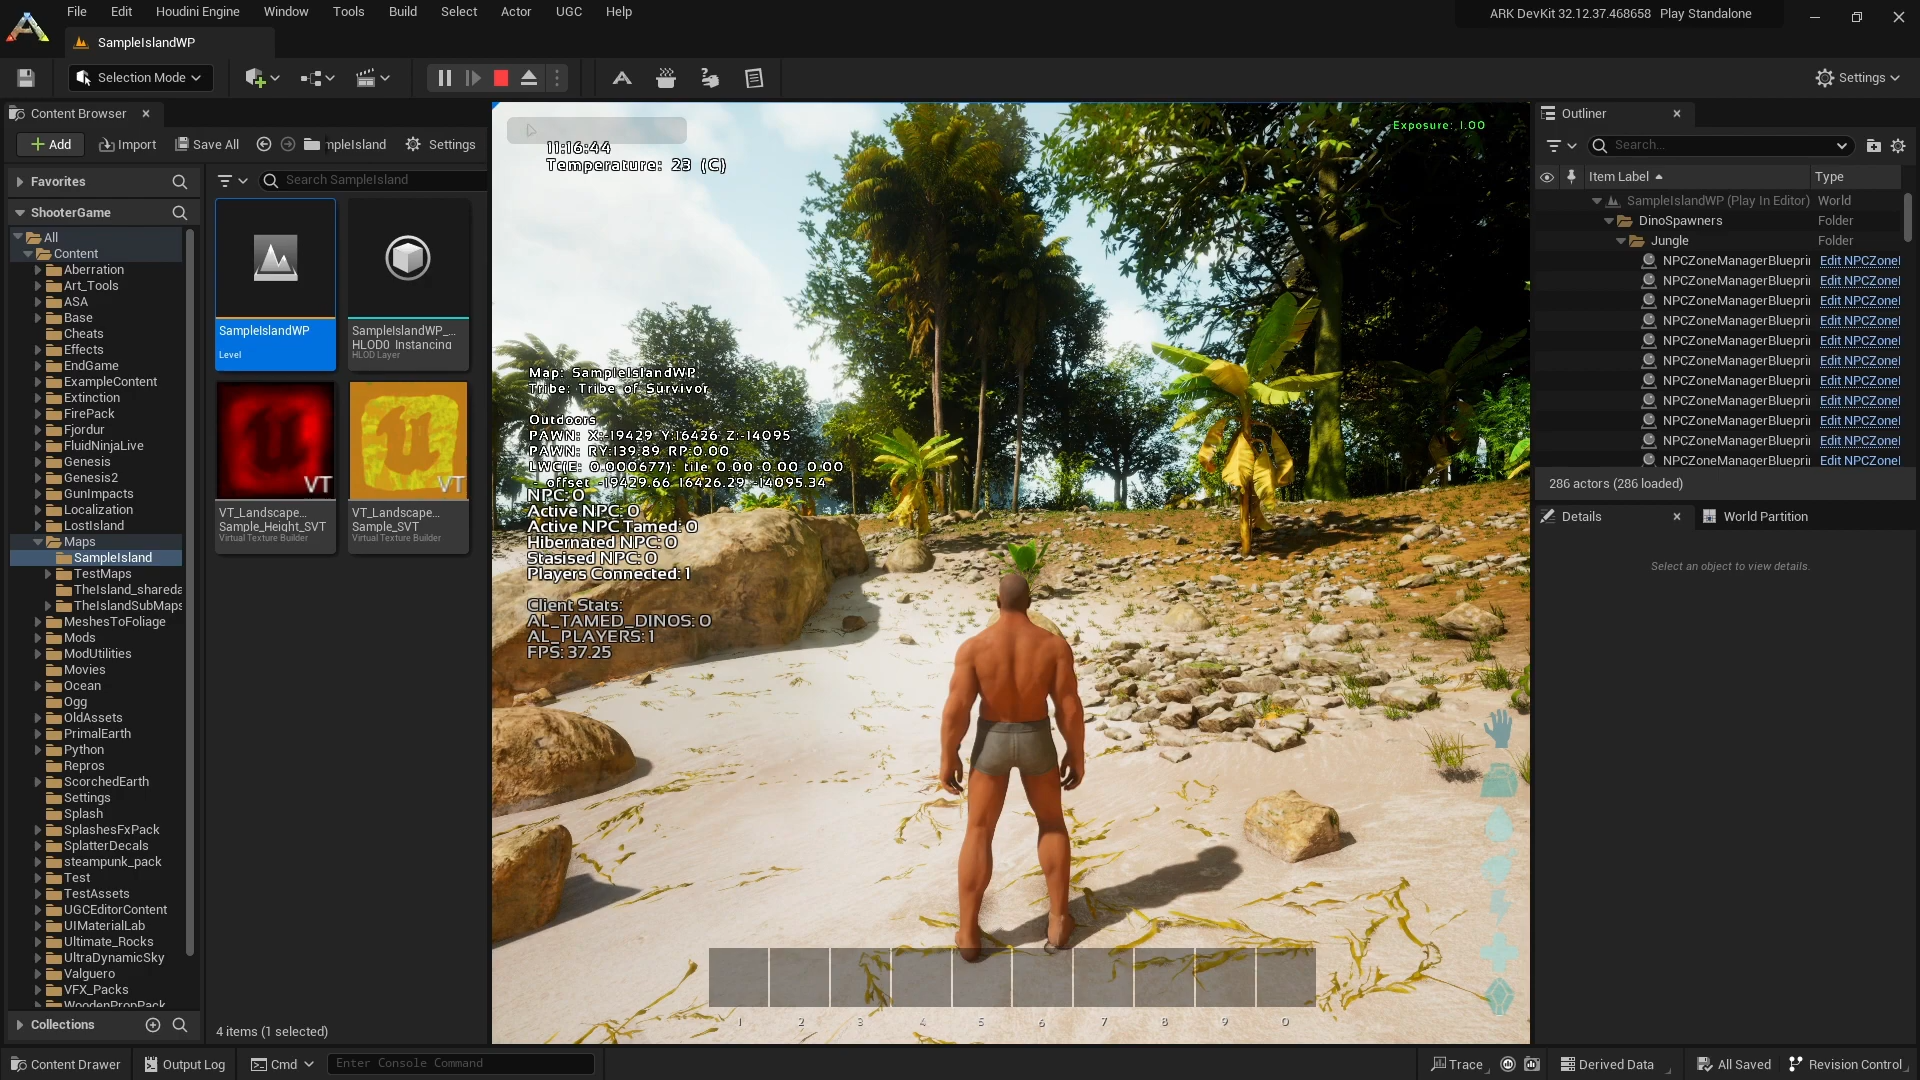 File Edit Houdini Engine Window Tools Build Select Actor UGC Help
ARK DevKit 32.12.37.468658 Play Standalone
SampleIslandWP
Selection Mode
Settings
Content Browser
Add Import Save All mpleIsland Settings
Favorites
Search SampleIsland
ShooterGame
All
Content
Aberration
Art_Tools
ASA
Base
Cheats
Effects
EndGame
ExampleContent
Extinction
FirePack
Fjordur
FluidNinjaLive
Genesis
Genesis2
GunImpacts
Localization
LostIsland
Maps
SampleIsland
TestMaps
TheIsland_shareda
TheIslandSubMaps
MeshesToFoliage
Mods
ModUtilities
Movies
Ocean
Ogg
OldAssets
PrimalEarth
Python
Repros
ScorchedEarth
Settings
Splash
SplashesFxPack
SplatterDecals
steampunk_pack
Test
TestAssets
UGCEditorContent
UIMaterialLab
Ultimate_Rocks
UltraDynamicSky
Valguero
VFX_Packs
WoodenPropPack
Collections
SampleIslandWP
Level
SampleIslandWP_...
HLOD0_Instancing
HLOD Layer
VT
VT_Landscape...
Sample_Height_SVT
Virtual Texture Builder
VT
VT_Landscape...
Sample_SVT
Virtual Texture Builder
4 items (1 selected)
11:16:44
Temperature: 23 (C)
Exposure: 1.00
Map: SampleIslandWP
Tribe: Tribe of Survivor
Outdoors
PAWN: X:-19429 Y:16426 Z:-14095
PAWN: RY:139.89 RP:0.00
LWC(E: 0.000677): tile 0.00 0.00 0.00
- offset -19429.66 16426.29 -14095.34
NPC: 0
Active NPC: 0
Active NPC Tamed: 0
Hibernated NPC: 0
Stasised NPC: 0
Players Connected: 1
Client Stats:
AL_TAMED_DINOS: 0
AL_PLAYERS: 1
FPS: 37.25
1 2 3 4 5 6 7 8 9 0
Outliner
Search...
Item Label Type
SampleIslandWP (Play In Editor) World
DinoSpawners Folder
Jungle Folder
NPCZoneManagerBluepri Edit NPCZoneI
NPCZoneManagerBluepri Edit NPCZoneI
NPCZoneManagerBluepri Edit NPCZoneI
NPCZoneManagerBluepri Edit NPCZoneI
NPCZoneManagerBluepri Edit NPCZoneI
NPCZoneManagerBluepri Edit NPCZoneI
NPCZoneManagerBluepri Edit NPCZoneI
NPCZoneManagerBluepri Edit NPCZoneI
NPCZoneManagerBluepri Edit NPCZoneI
NPCZoneManagerBluepri Edit NPCZoneI
NPCZoneManagerBluepri Edit NPCZoneI
286 actors (286 loaded)
Details World Partition
Select an object to view details.
Content Drawer Output Log Cmd Enter Console Command
Trace Derived Data All Saved Revision Control